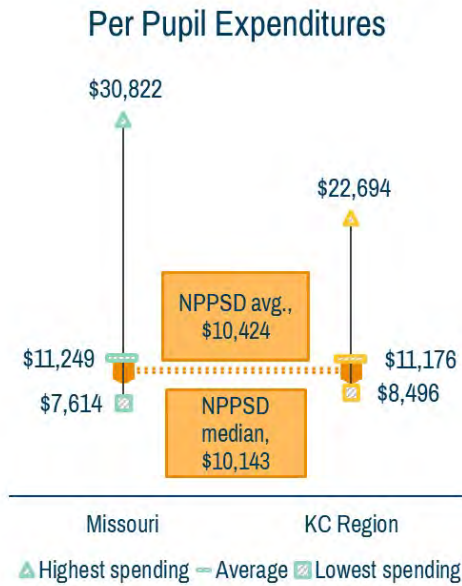 Per Pupil Expenditures
$30,822
$22,694
NPPSD avg.,
$10,424
$11,249
$11,176
$7,614
$8,496
NPPSD
median,
$10,143
Missouri
KC Region
Highest spending
Average
Lowest spending